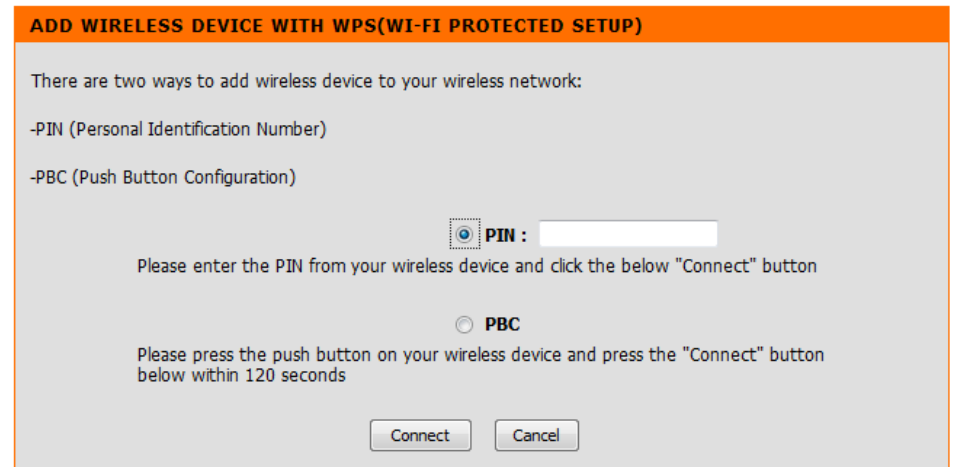 ADD WIRELESS DEVICE WITH WPS(WI-FI PROTECTED SETUP)
There are two ways to add wireless device to your wireless network:
-PIN (Personal Identification Number)
-PBC (Push Button Configuration)
PIN :
Please enter the PIN from your wireless device and click the below "Connect" button
PBC
Please press the push button on your wireless device and press the "Connect" button
below within 120 seconds
Connect Cancel